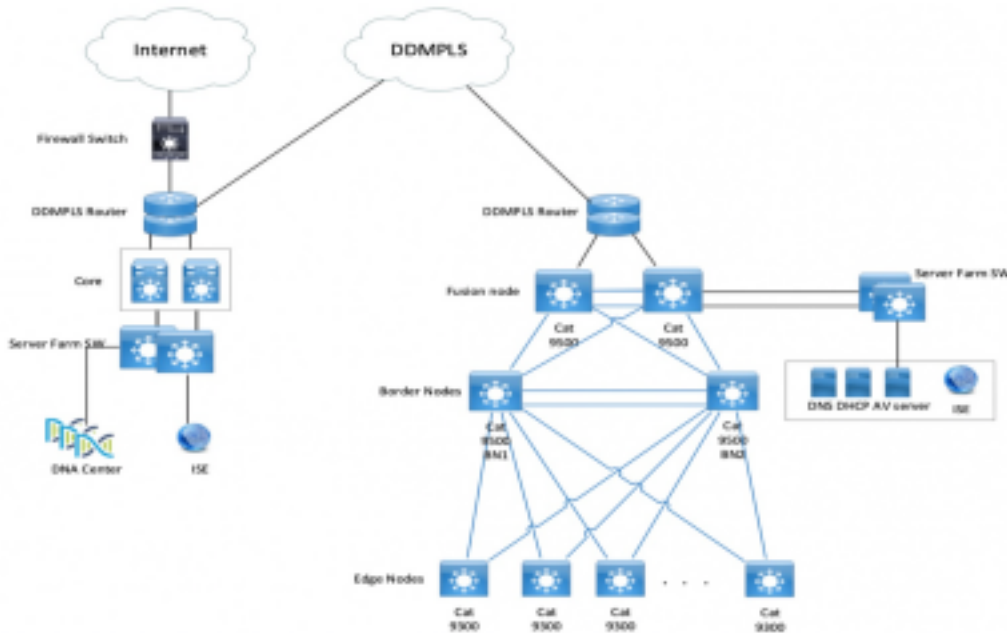 Internet
DDMPLS
Firewall Switch
DDMPLS Router
DDMPLS Router
Core
Fusion node
Server Farm SW
Cat
9500
Cat
9500
Server Farm SW
Border Nodes
DNS DHCP AV server
ISE
Cat
9500
BN1
Cat
9500
BN2
DNA Center
ISE
Edge Nodes
. . .
Cat
9300
Cat
9300
Cat
9300
Cat
9300